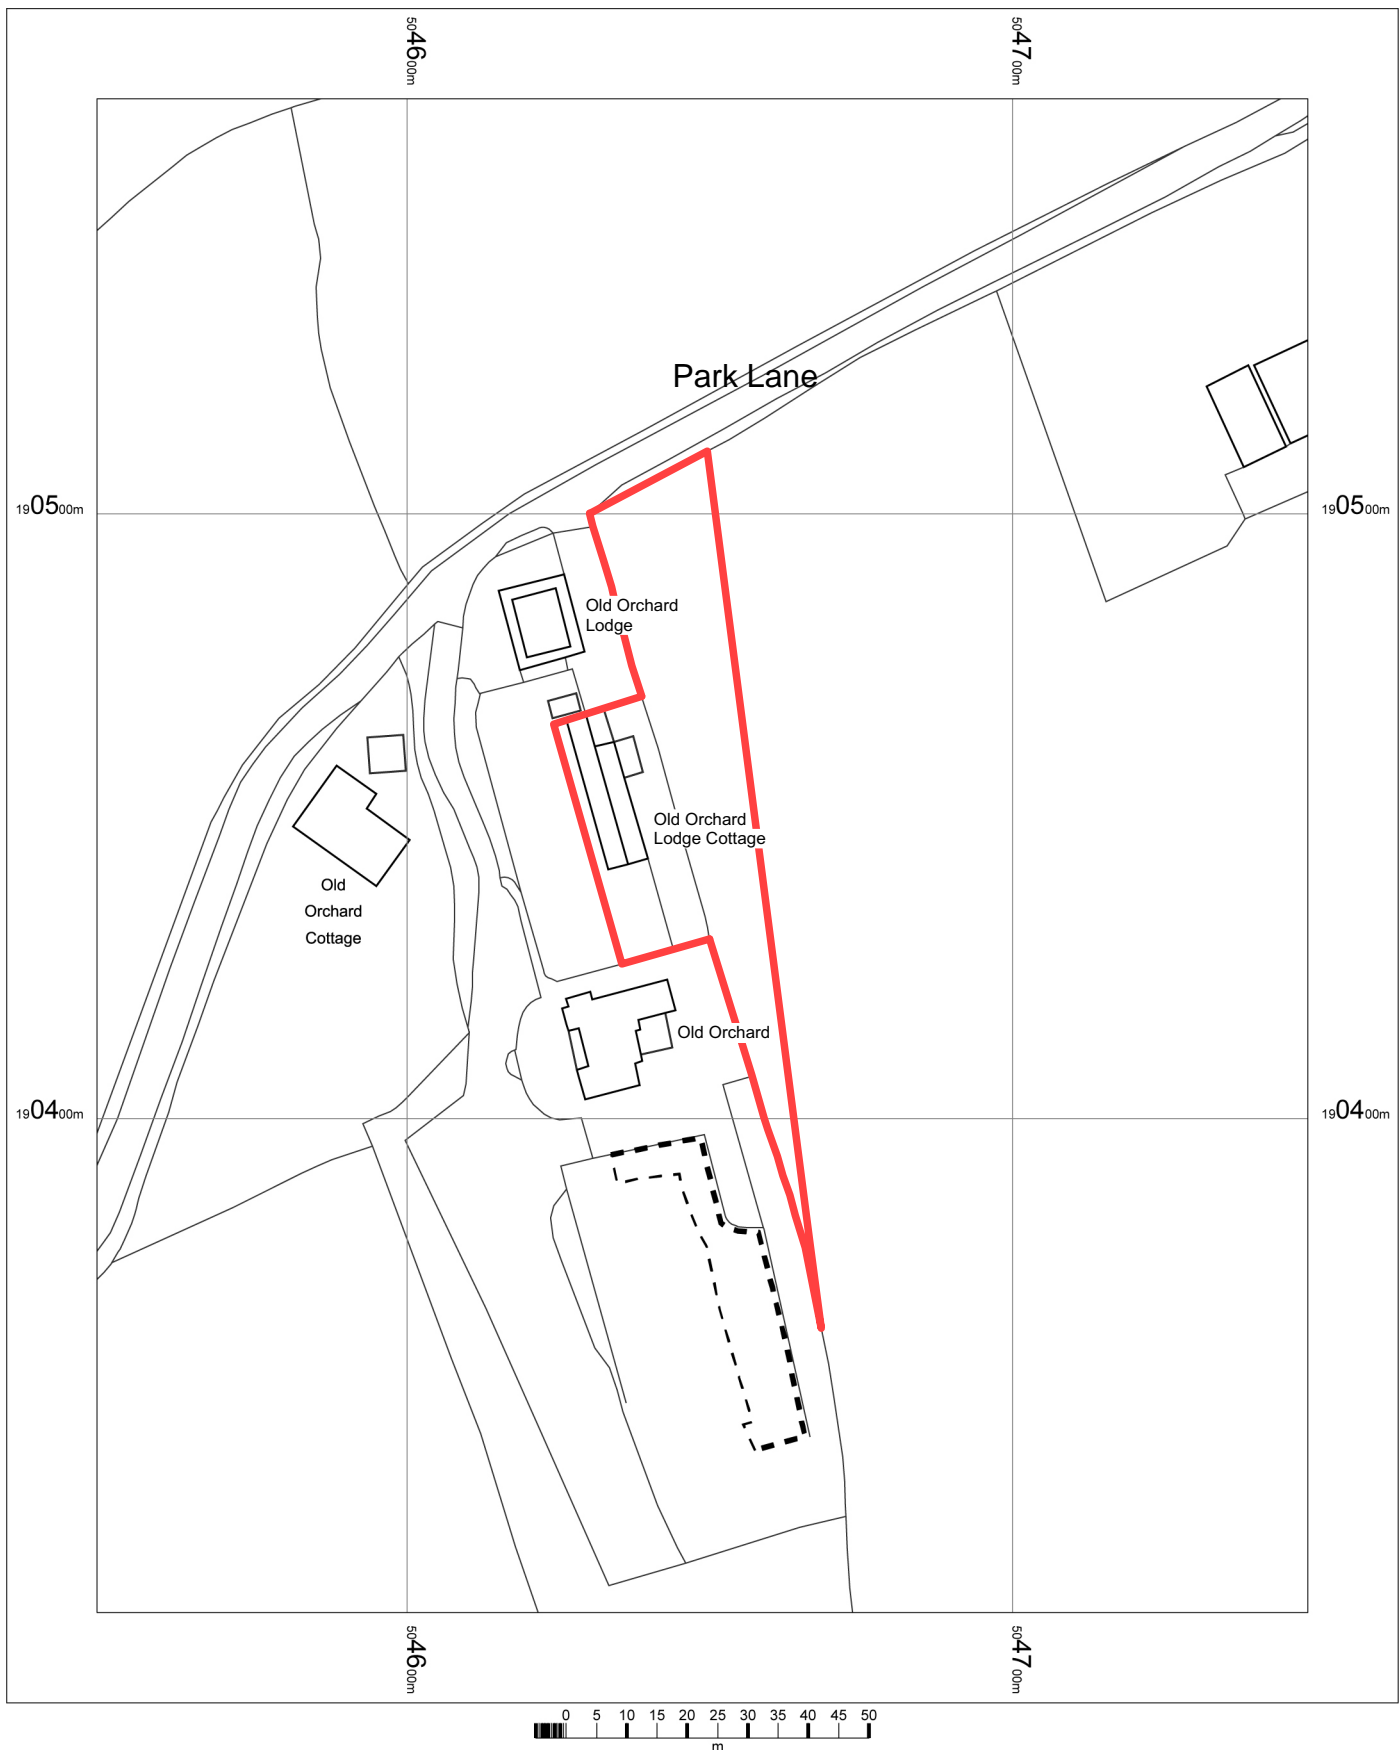 504600m
504700m
Park Lane
190500m
190500m
Old Orchard
Lodge
Old Orchard
Lodge Cottage
Old
Orchard
Cottage
Old Orchard
190400m
190400m
504600m
504700m
0 5 10 15 20 25 30 35 40 45 50
m